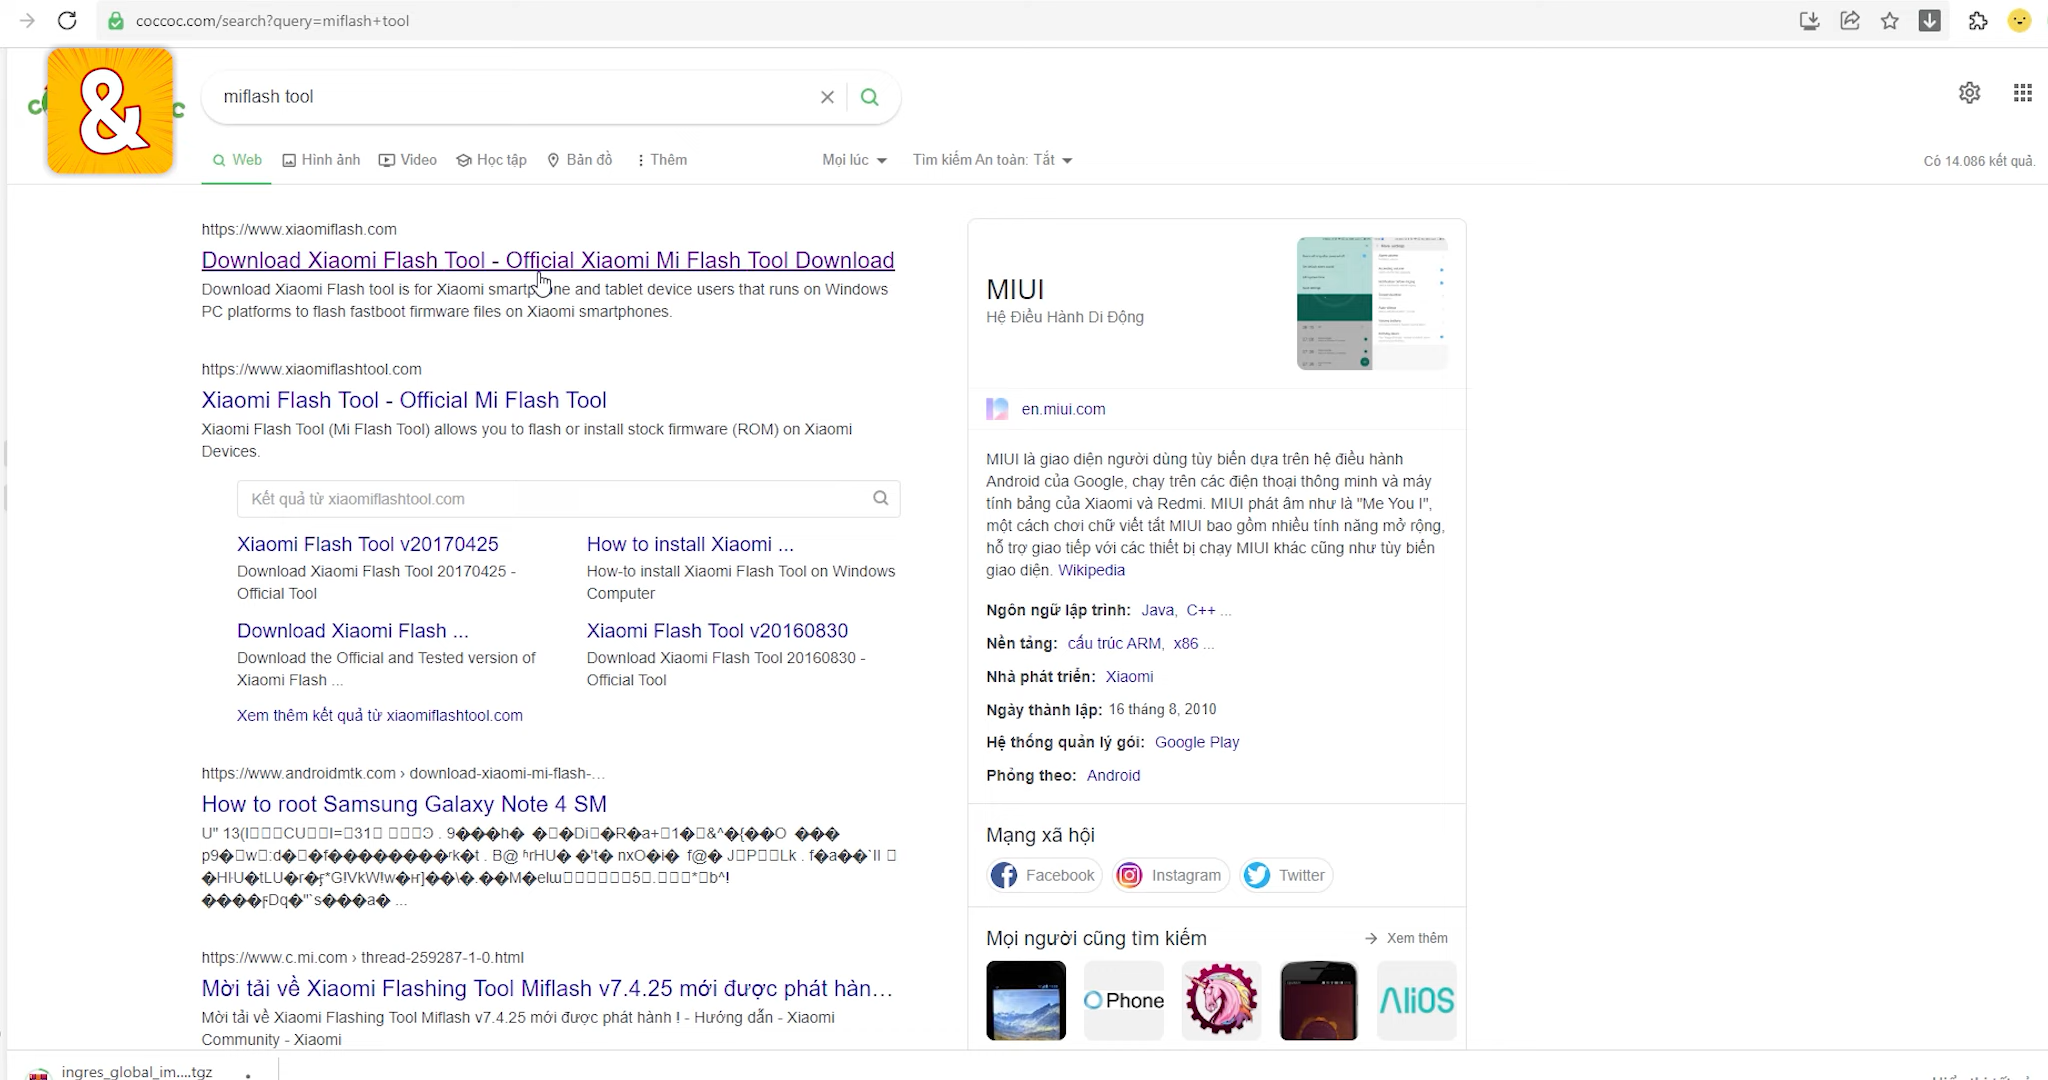 coccoc.com/search?query=miflash+tool
&
miflash tool
Web
Hình ảnh
Video
Học tập
Bản đồ
Thêm
Mọi lúc
Tìm kiếm An toàn: Tắt
Có 14.086 kết quả.
https://www.xiaomiflash.com
Download Xiaomi Flash Tool - Official Xiaomi Mi Flash Tool Download
Download Xiaomi Flash tool is for Xiaomi smartphone and tablet device users that runs on Windows
PC platforms to flash fastboot firmware files on Xiaomi smartphones.
https://www.xiaomiflashtool.com
Xiaomi Flash Tool - Official Mi Flash Tool
Xiaomi Flash Tool (Mi Flash Tool) allows you to flash or install stock firmware (ROM) on Xiaomi
Devices.
Kết quả từ xiaomiflashtool.com
Xiaomi Flash Tool v20170425
Download Xiaomi Flash Tool 20170425 -
Official Tool
How to install Xiaomi ...
How-to install Xiaomi Flash Tool on Windows
Computer
Download Xiaomi Flash ...
Download the Official and Tested version of
Xiaomi Flash ...
Xiaomi Flash Tool v20160830
Download Xiaomi Flash Tool 20160830 -
Official Tool
Xem thêm kết quả từ xiaomiflashtool.com
https://www.androidmtk.com › download-xiaomi-mi-flash-...
How to root Samsung Galaxy Note 4 SM
https://www.c.mi.com › thread-259287-1-0.html
Mời tải về Xiaomi Flashing Tool Miflash v7.4.25 mới được phát hàn...
Mời tải về Xiaomi Flashing Tool Miflash v7.4.25 mới được phát hành ! - Hướng dẫn - Xiaomi
Community - Xiaomi
MIUI
Hệ Điều Hành Di Động
en.miui.com
MIUI là giao diện người dùng tùy biến dựa trên hệ điều hành
Android của Google, chạy trên các điện thoại thông minh và máy
tính bảng của Xiaomi và Redmi. MIUI phát âm như là "Me You I",
một cách chơi chữ viết tắt MIUI bao gồm nhiều tính năng mở rộng,
hỗ trợ giao tiếp với các thiết bị chạy MIUI khác cũng như tùy biến
giao diện. Wikipedia
Ngôn ngữ lập trình: Java, C++ ...
Nền tảng: cấu trúc ARM, x86 ...
Nhà phát triển: Xiaomi
Ngày thành lập: 16 tháng 8, 2010
Hệ thống quản lý gói: Google Play
Phỏng theo: Android
Mạng xã hội
Facebook
Instagram
Twitter
Mọi người cũng tìm kiếm
Xem thêm
Phone
AliOS
ingres_global_im....tgz